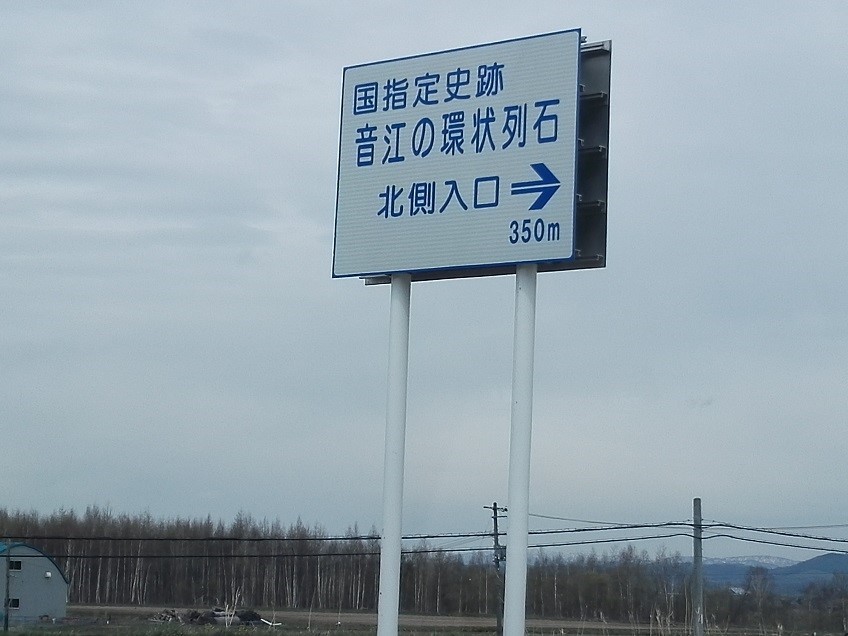 国指定史跡
音江の環状列石
北側入口
350m